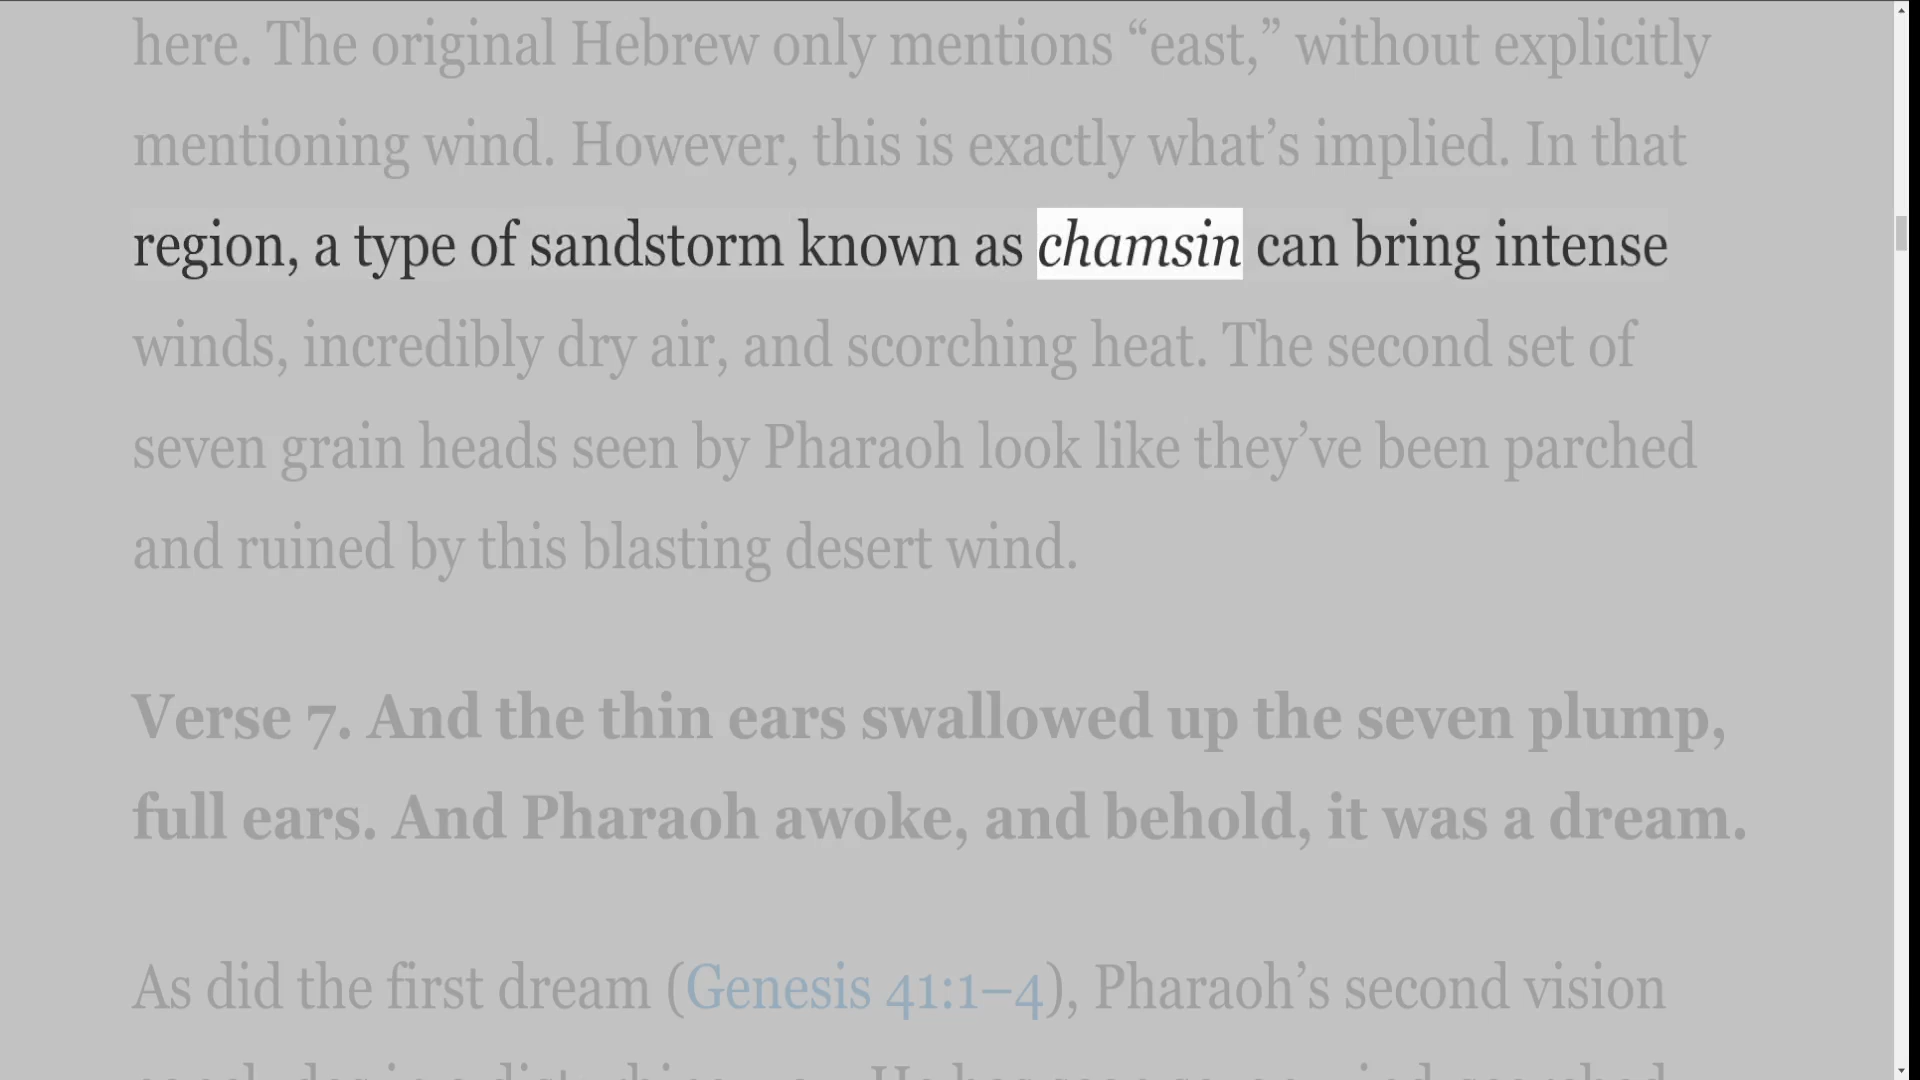 here. The original Hebrew only mentions “east,” without explicitly
mentioning wind. However, this is exactly what’s implied. In that
region, a type of sandstorm known as chamsin can bring intense
winds, incredibly dry air, and scorching heat. The second set of
seven grain heads seen by Pharaoh look like they’ve been parched
and ruined by this blasting desert wind.
Verse 7. And the thin ears swallowed up the seven plump,
full ears. And Pharaoh awoke, and behold, it was a dream.
As did the first dream (Genesis 41:1–4), Pharaoh’s second vision